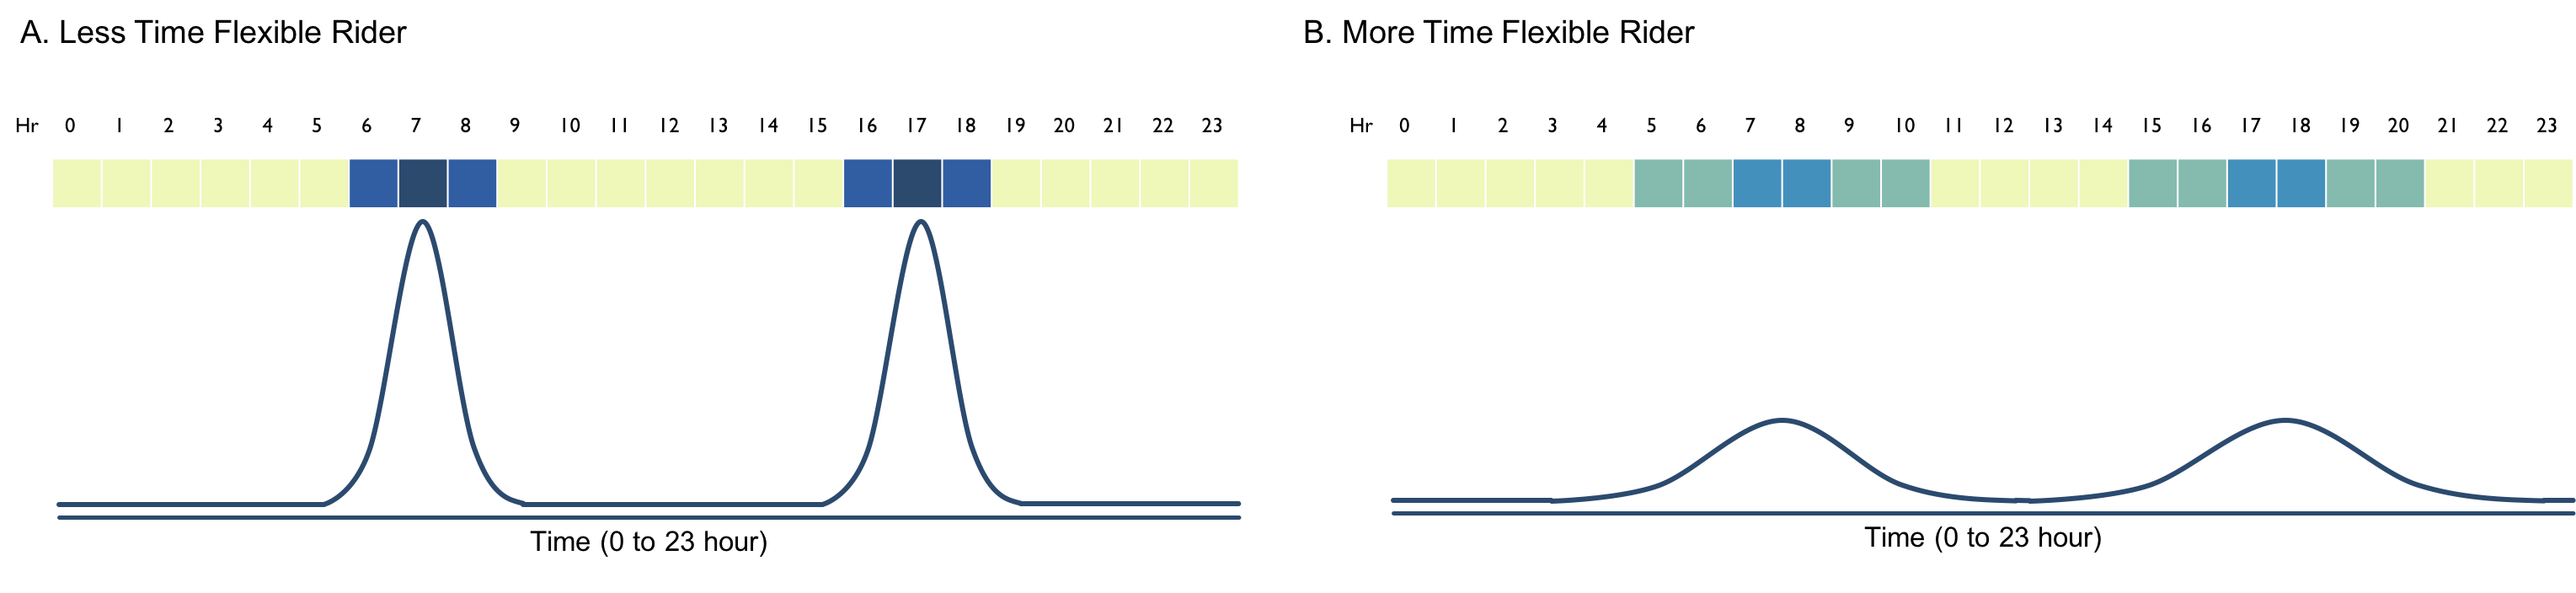 A. Less Time Flexible Rider
Hr 0 1 2 3 4 5 6 7 8 9 10 11 12 13 14 15 16 17 18 19 20 21 22 23
Time (0 to 23 hour)
B. More Time Flexible Rider
Hr 0 1 2 3 4 5 6 7 8 9 10 11 12 13 14 15 16 17 18 19 20 21 22 23
Time (0 to 23 hour)